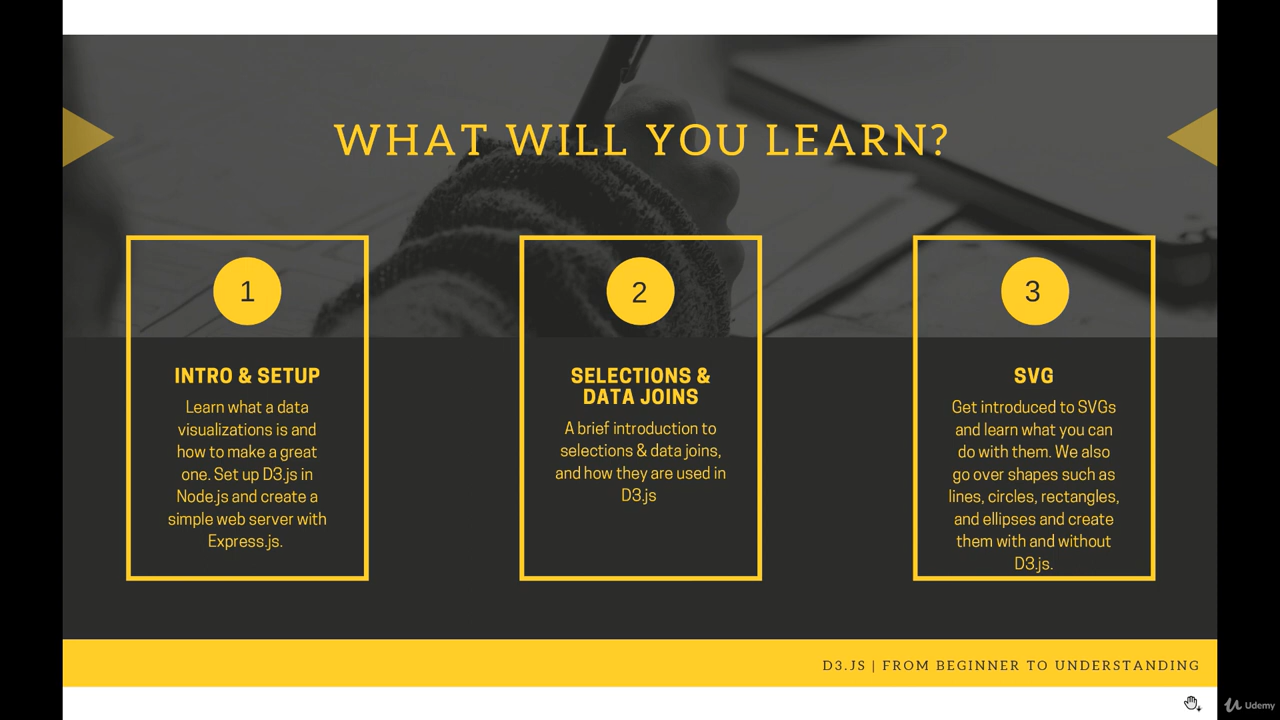 WHAT WILL YOU LEARN?
1
INTRO & SETUP
Learn what a data
visualizations is and
how to make a great
one. Set up D3.js in
Node.js and create a
simple web server with
Express.js.
2
SELECTIONS &
DATA JOINS
A brief introduction to
selections & data joins,
and how they are used in
D3.js
3
SVG
Get introduced to SVGs
and learn what you can
do with them. We also
go over shapes such as
lines, circles, rectangles,
and ellipses and create
them with and without
D3.js.
D3.JS | FROM BEGINNER TO UNDERSTANDING
Udemy